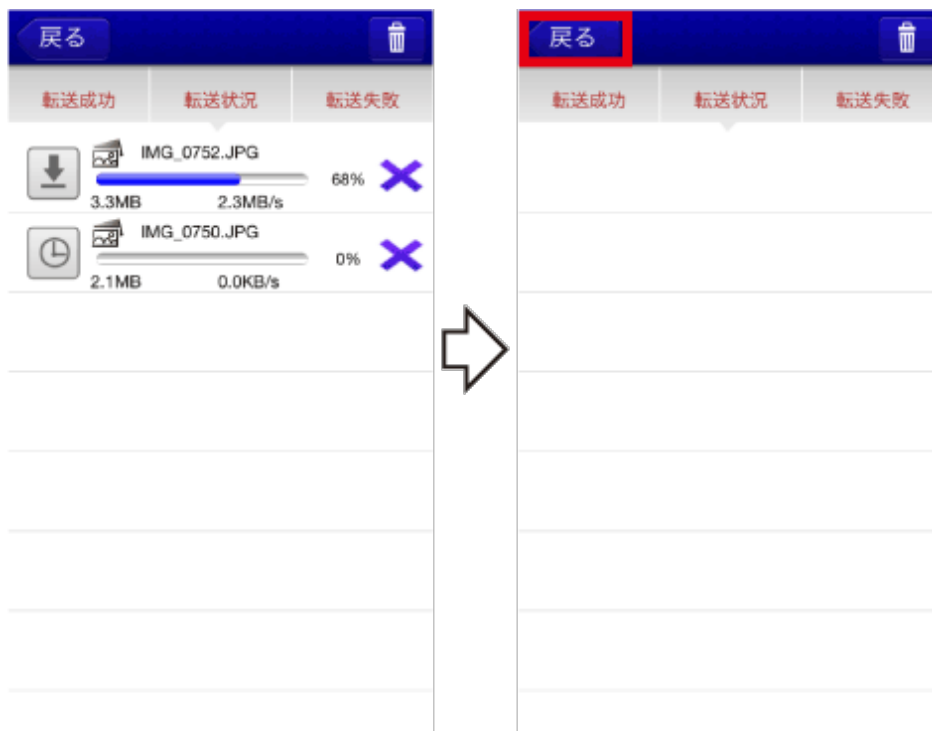 戻る
転送成功 転送状況 転送失敗
IMG_0752.JPG
68%
3.3MB 2.3MB/s
IMG_0750.JPG
0%
2.1MB 0.0KB/s
戻る
転送成功 転送状況 転送失敗